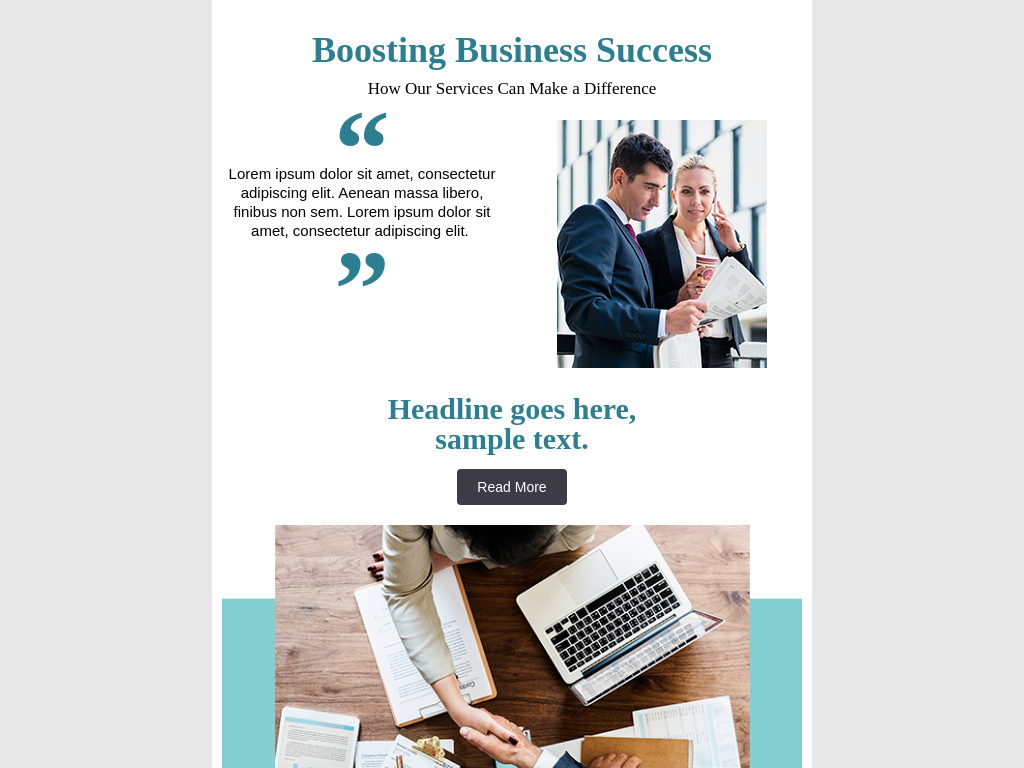 Boosting Business Success
How Our Services Can Make a Difference
“
Lorem ipsum dolor sit amet, consectetur
adipiscing elit. Aenean massa libero,
finibus non sem. Lorem ipsum dolor sit
amet, consectetur adipiscing elit.
”
Headline goes here,
sample text.
Read More